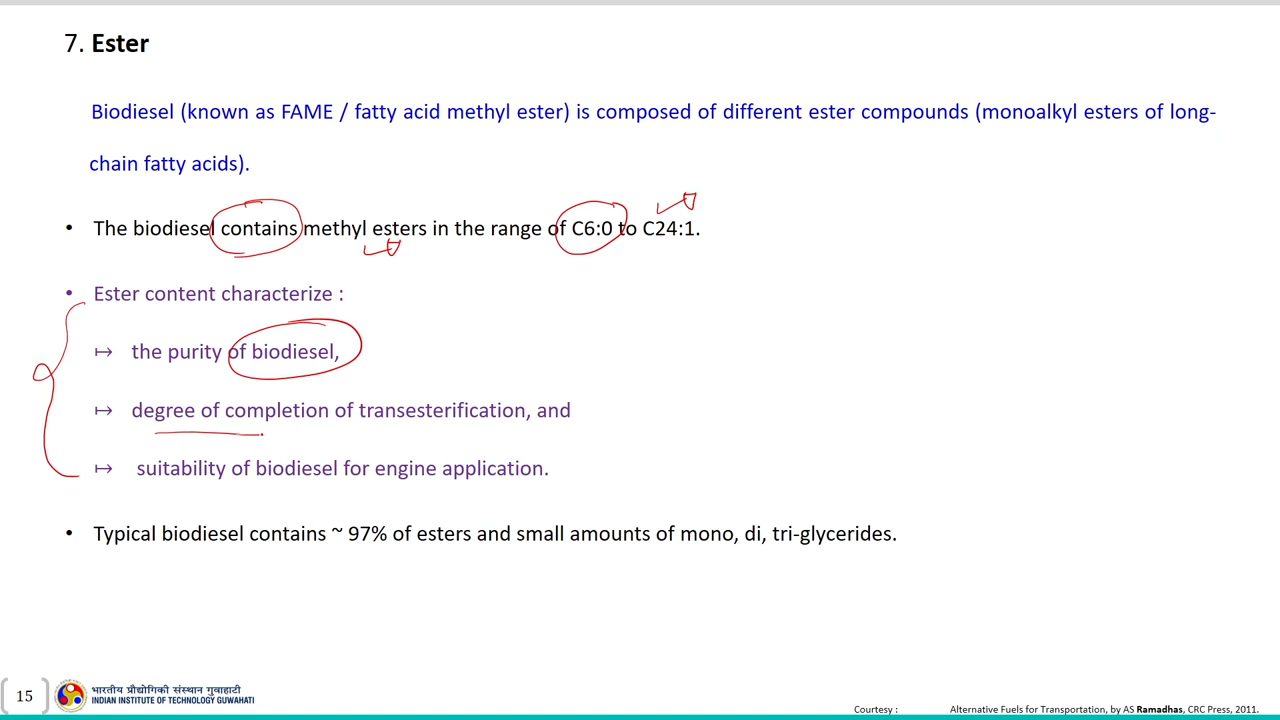 7. Ester
Biodiesel (known as FAME / fatty acid methyl ester) is composed of different ester compounds (monoalkyl esters of long-
chain fatty acids).
• The biodiesel contains methyl esters in the range of C6:0 to C24:1.
• Ester content characterize :
↦ the purity of biodiesel,
↦ degree of completion of transesterification, and
↦ suitability of biodiesel for engine application.
• Typical biodiesel contains ~ 97% of esters and small amounts of mono, di, tri-glycerides.
15
भारतीय प्रौद्योगिकी संस्थान गुवाहाटी
INDIAN INSTITUTE OF TECHNOLOGY GUWAHATI
Courtesy : Alternative Fuels for Transportation, by AS Ramadhas, CRC Press, 2011.